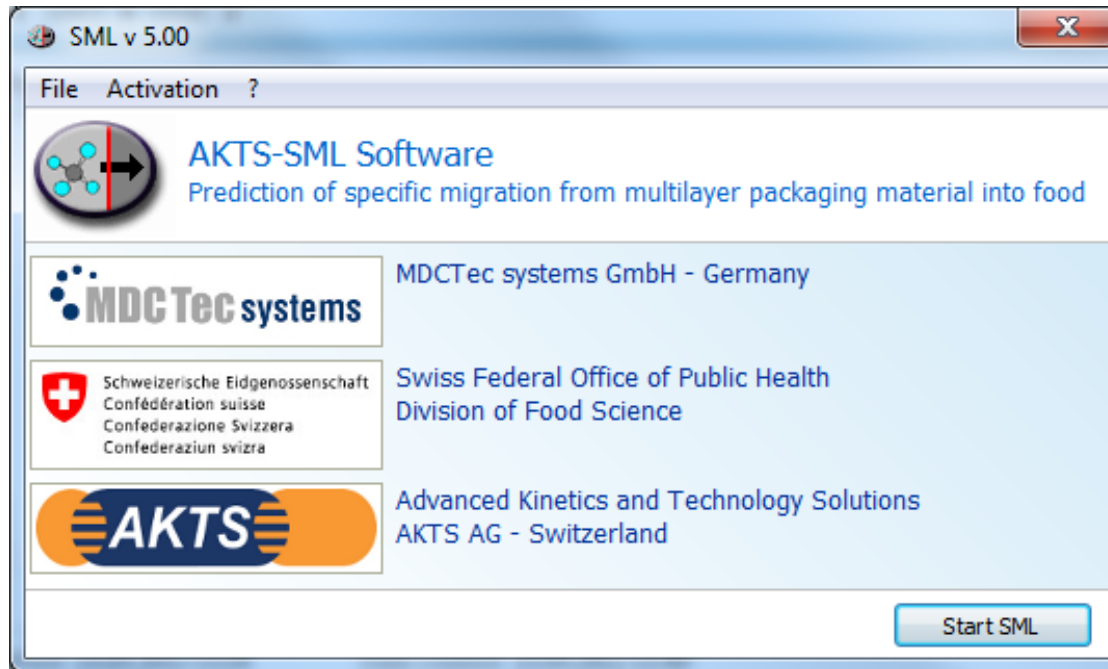 SML v 5.00
File Activation ?
AKTS-SML Software
Prediction of specific migration from multilayer packaging material into food
MDCTec systems
MDCTec systems GmbH - Germany
Schweizerische Eidgenossenschaft
Confédération suisse
Confederazione Svizzera
Confederaziun svizra
Swiss Federal Office of Public Health
Division of Food Science
AKTS
Advanced Kinetics and Technology Solutions
AKTS AG - Switzerland
Start SML